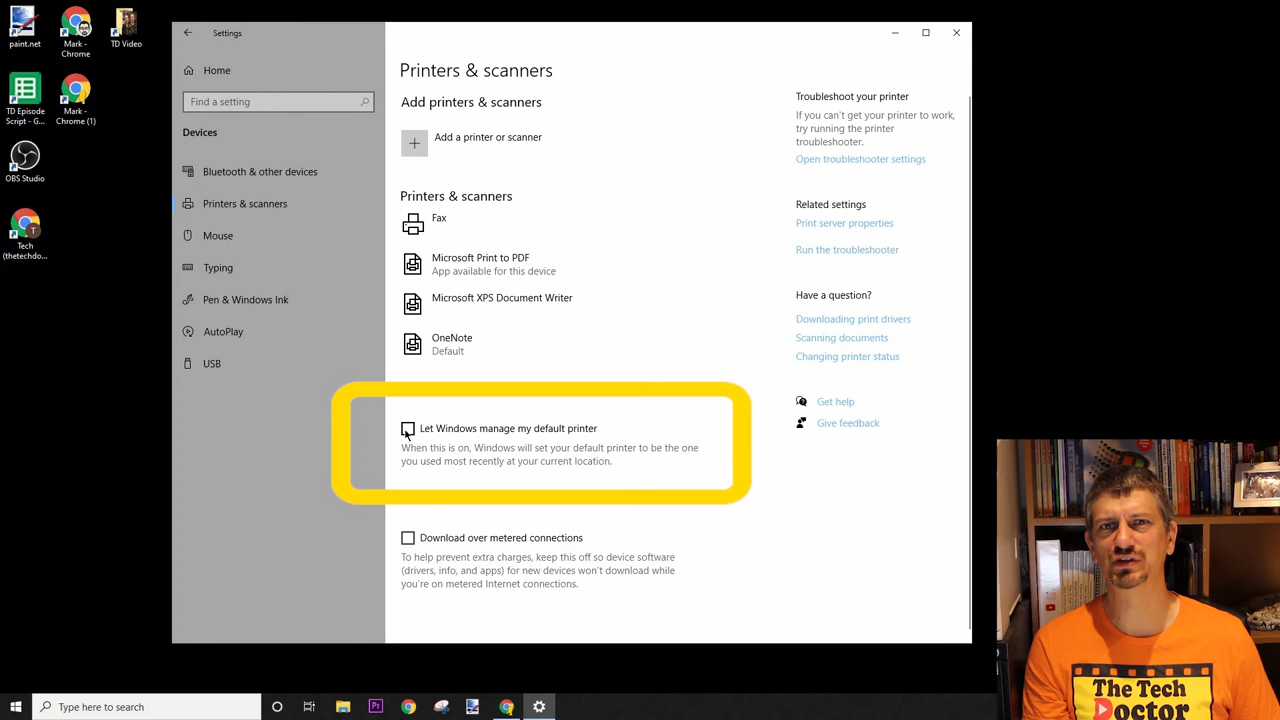 paint.net
Mark -
Chrome
TD Video
TD Episode
Script - G...
Mark -
Chrome (1)
OBS Studio
Tech
(thetechdo...
Settings
Home
Find a setting
Devices
Bluetooth & other devices
Printers & scanners
Mouse
Typing
Pen & Windows Ink
AutoPlay
USB
Printers & scanners
Add printers & scanners
Add a printer or scanner
Printers & scanners
Fax
Microsoft Print to PDF
App available for this device
Microsoft XPS Document Writer
OneNote
Default
Let Windows manage my default printer
When this is on, Windows will set your default printer to be the one
you used most recently at your current location.
Download over metered connections
To help prevent extra charges, keep this off so device software
(drivers, info, and apps) for new devices won't download while
you're on metered Internet connections.
Troubleshoot your printer
If you can't get your printer to work,
try running the printer
troubleshooter.
Open troubleshooter settings
Related settings
Print server properties
Run the troubleshooter
Have a question?
Downloading print drivers
Scanning documents
Changing printer status
Get help
Give feedback
The Tech
Doctor
Type here to search
Pr
T